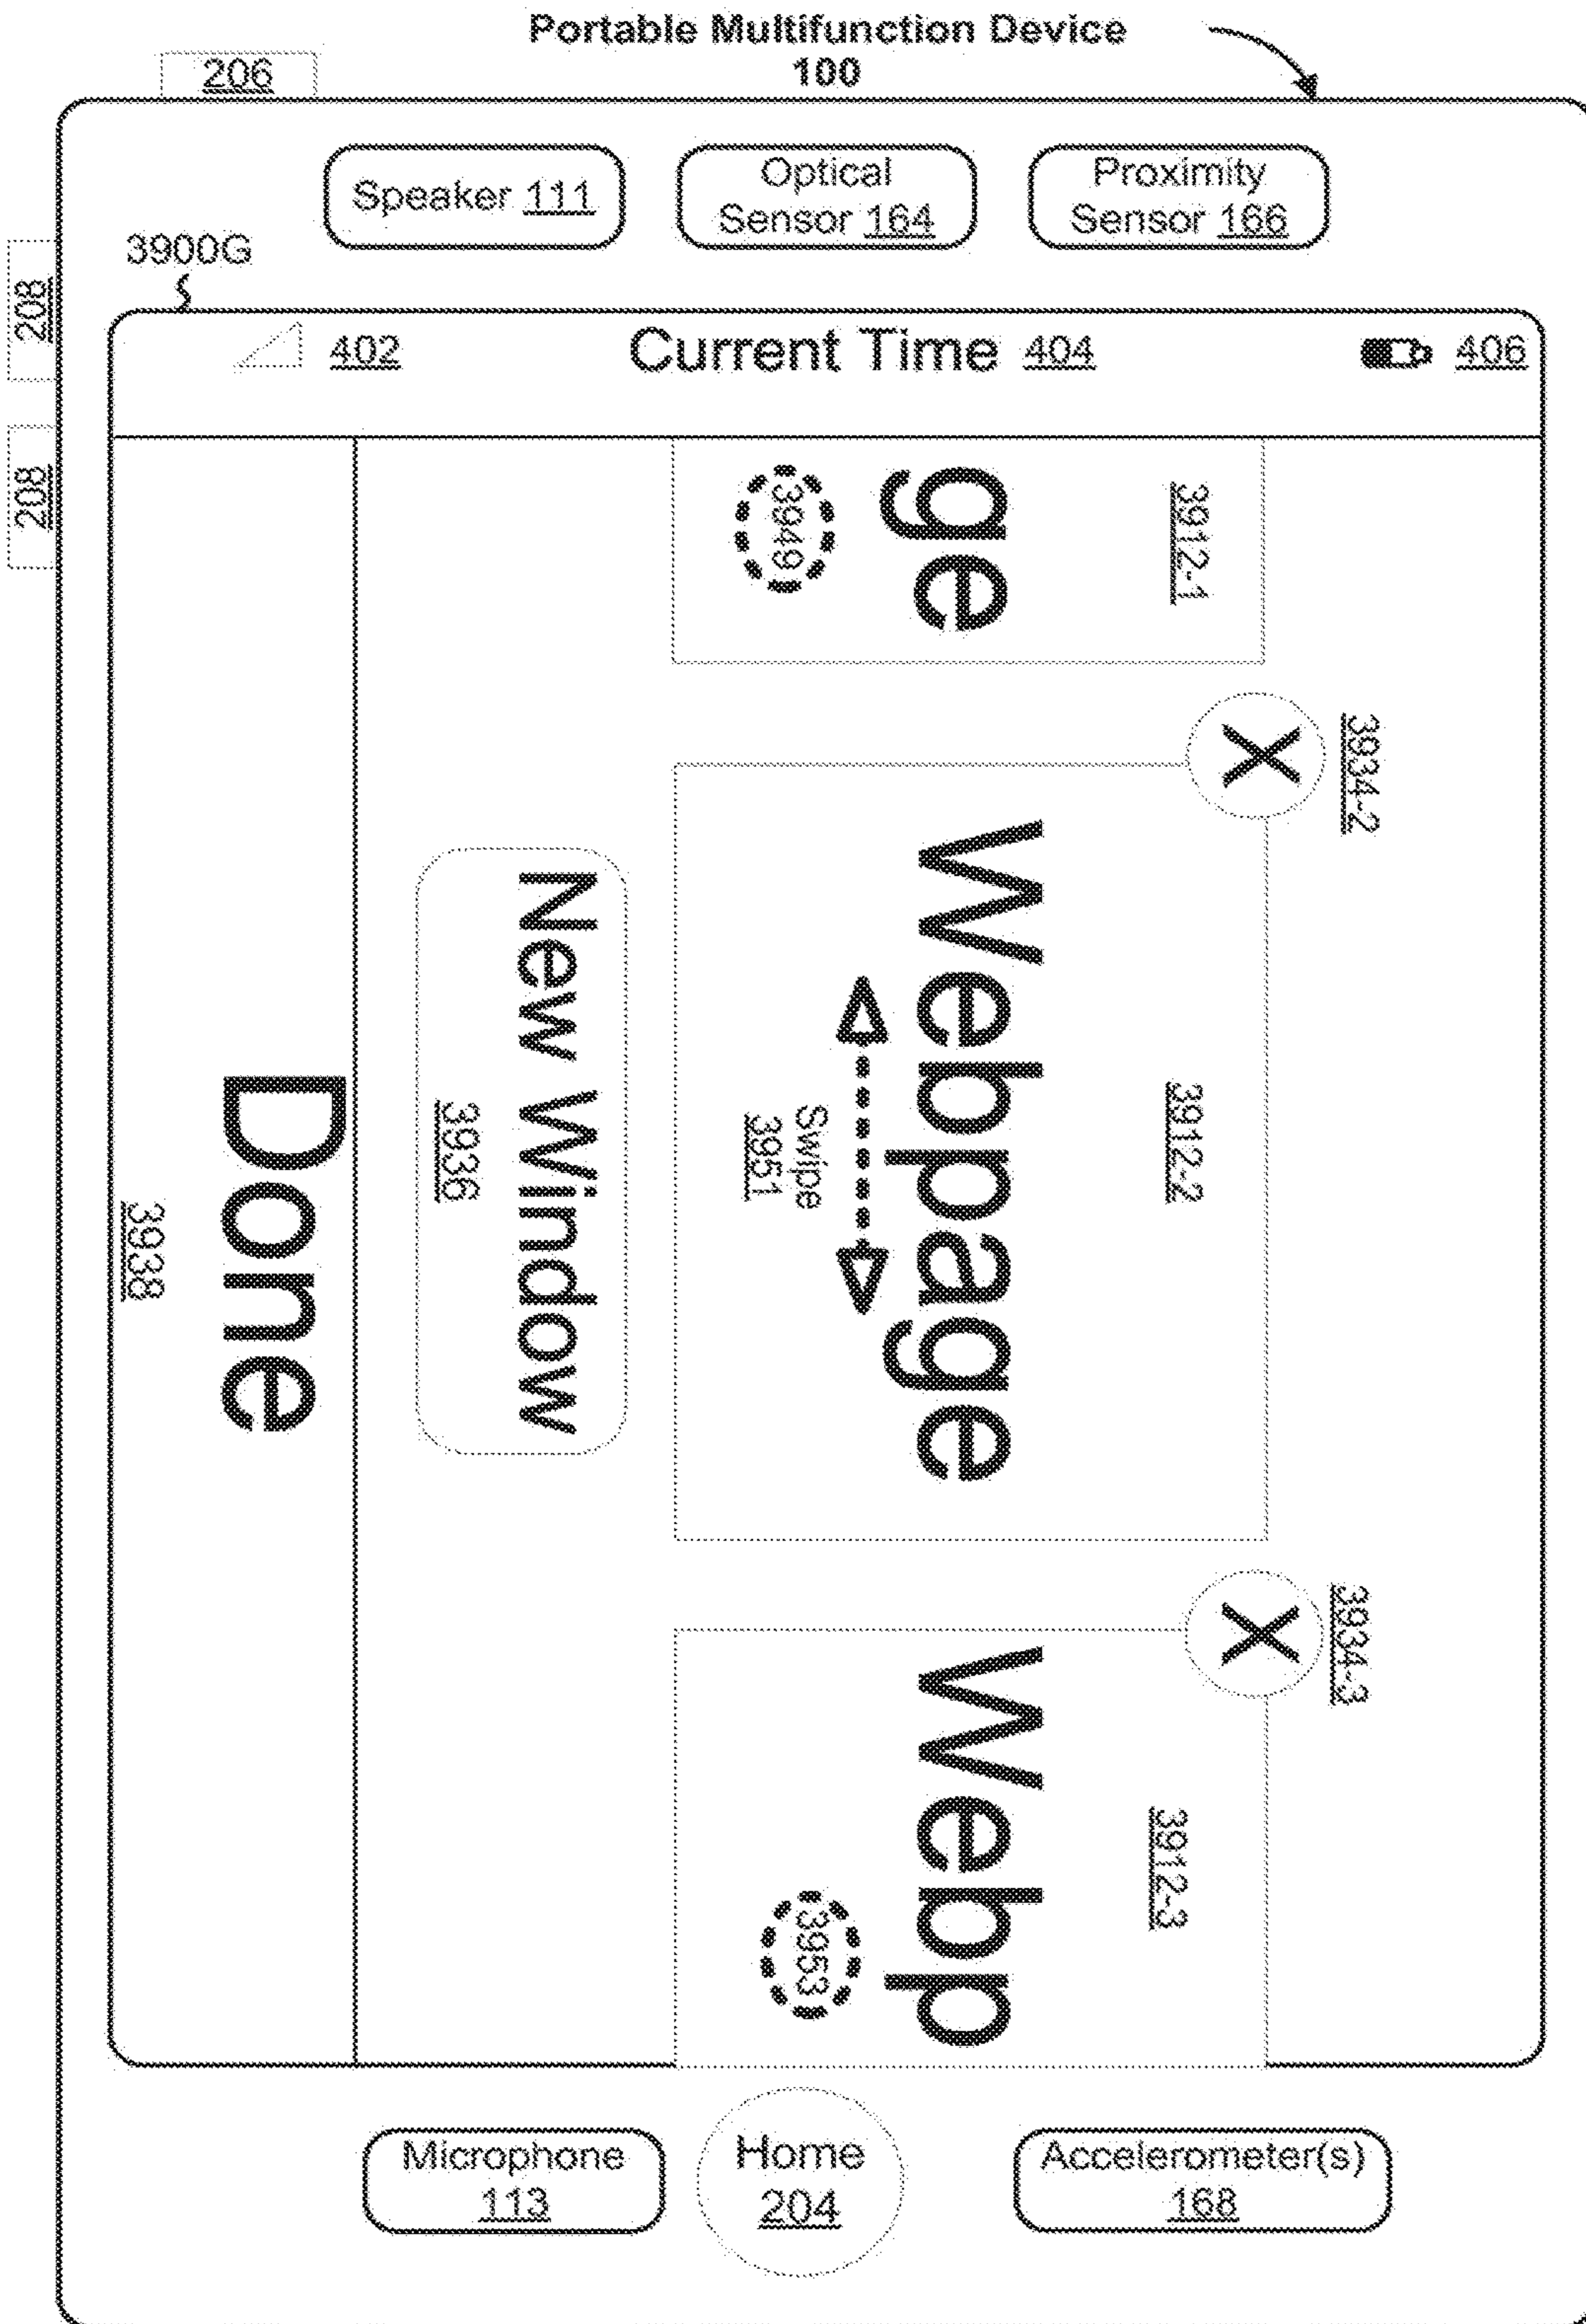 Portable Multifunction Device
100
206
Speaker 111
Optical
Sensor 164
Proximity
Sensor 166
3900G
208
208
402
Current Time 404
406
3912-1
ge
3949
3934-2
3912-2
Webpage
Swipe
3951
New Window
3936
Done
3938
3934-3
3912-3
Webp
3953
Microphone
113
Home
204
Accelerometer(s)
168